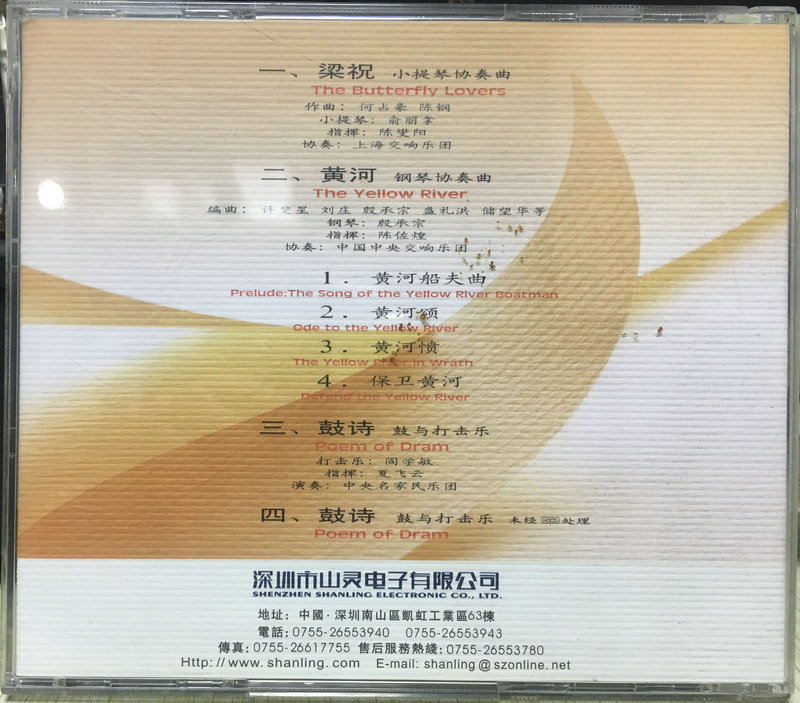 一、梁祝 小提琴协奏曲
The Butterfly Lovers
作曲：何占豪 陈钢
小提琴：俞丽拿
指挥：陈燮阳
协奏：上海交响乐团
二、黄河 钢琴协奏曲
The Yellow River
编曲：许斐星 刘庄 殷承宗 盛礼洪 储望华等
钢琴：殷承宗
指挥：陈佐煌
协奏：中国中央交响乐团
1．黄河船夫曲
Prelude:The Song of the Yellow River Boatman
2．黄河颂
Ode to the Yellow River
3．黄河愤
The Yellow River in Wrath
4．保卫黄河
Defend the Yellow River
三、鼓诗 鼓与打击乐
Poem of Dram
打击乐：阎学敏
指挥：夏飞云
演奏：中央名家民乐团
四、鼓诗 鼓与打击乐 未经HDCD处理
Poem of Dram
深圳市山灵电子有限公司
SHENZHEN SHANLING ELECTRONIC CO., LTD.
地址：中國·深圳南山區凱虹工業區63棟
電話：0755-26553940 0755-26553943
傳真：0755-26617755 售后服務熱綫：0755-26553780
Http://www.shanling.com E-mail: shanling@szonline.net